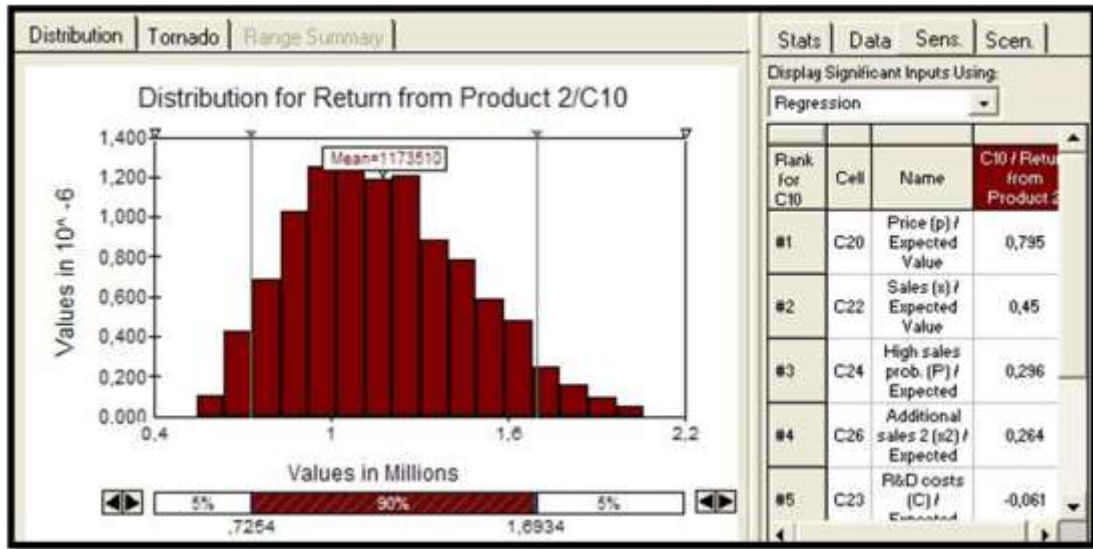 Distribution
Tornado
Range Summary
Distribution for Return from Product 2/C10
Mean=1173510
Values in 10^ -6
1,400
1,200
1,000
0,800
0,600
0,400
0,200
0.000
0,4
1
1,6
2,2
Values in Millions
5%
90%
5%
,7254
1,6934
Stats
Data
Sens.
Scen.
Display Significant Inputs Using:
Regression
Rank
for
C10
Cell
Name
C10 / Retu
from
Product 2
#1
C20
Price (p) /
Expected
Value
0,795
#2
C22
Sales (x) /
Expected
Value
0,45
#3
C24
High sales
prob. (P) /
Expected
0,296
#4
C26
Additional
sales 2 (x2) /
Expected
0,264
#5
C23
R&D costs
(C) /
Expected
-0,061